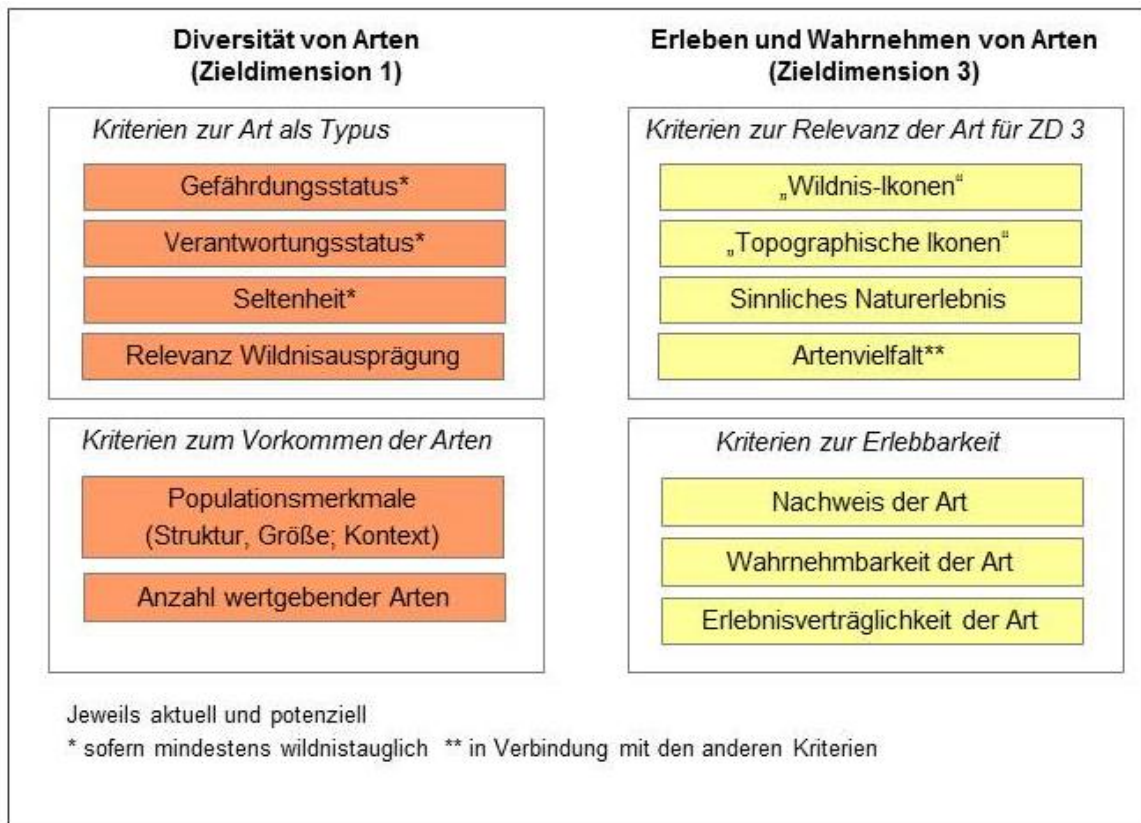 Diversität von Arten
(Zieldimension 1)
Kriterien zur Art als Typus
Gefährdungsstatus*
Verantwortungsstatus*
Seltenheit*
Relevanz Wildnisausprägung
Kriterien zum Vorkommen der Arten
Populationsmerkmale
(Struktur, Größe; Kontext)
Anzahl wertgebender Arten
Erleben und Wahrnehmen von Arten
(Zieldimension 3)
Kriterien zur Relevanz der Art für ZD 3
„Wildnis-Ikonen“
„Topographische Ikonen“
Sinnliches Naturerlebnis
Artenvielfalt**
Kriterien zur Erlebbarkeit
Nachweis der Art
Wahrnehmbarkeit der Art
Erlebnisverträglichkeit der Art
Jeweils aktuell und potenziell
* sofern mindestens wildnistauglich ** in Verbindung mit den anderen Kriterien